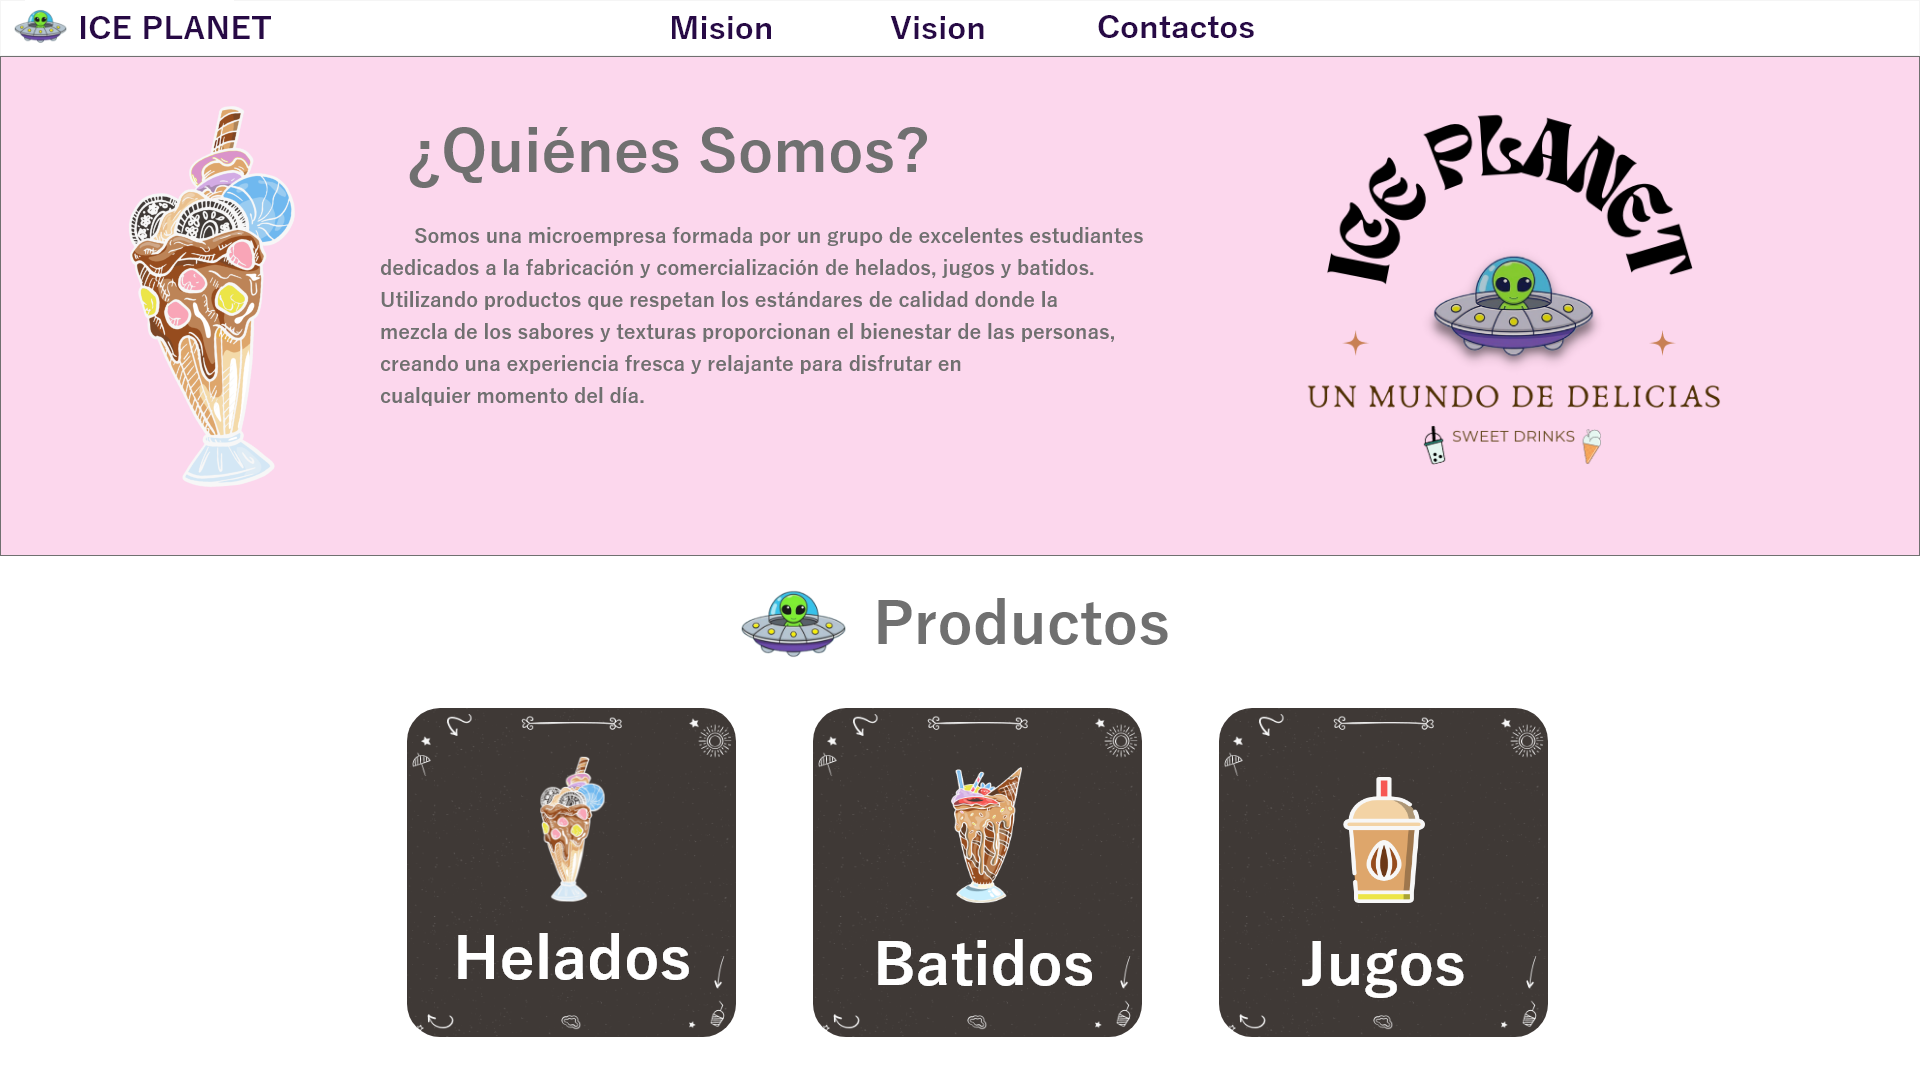 ICE PLANET
Mision
Vision
Contactos
¿Quiénes Somos?
Somos una microempresa formada por un grupo de excelentes estudiantes
dedicados a la fabricación y comercialización de helados, jugos y batidos.
Utilizando productos que respetan los estándares de calidad donde la
mezcla de los sabores y texturas proporcionan el bienestar de las personas,
creando una experiencia fresca y relajante para disfrutar en
cualquier momento del día.
ICE PLANET
UN MUNDO DE DELICIAS
SWEET DRINKS
Productos
Helados
Batidos
Jugos